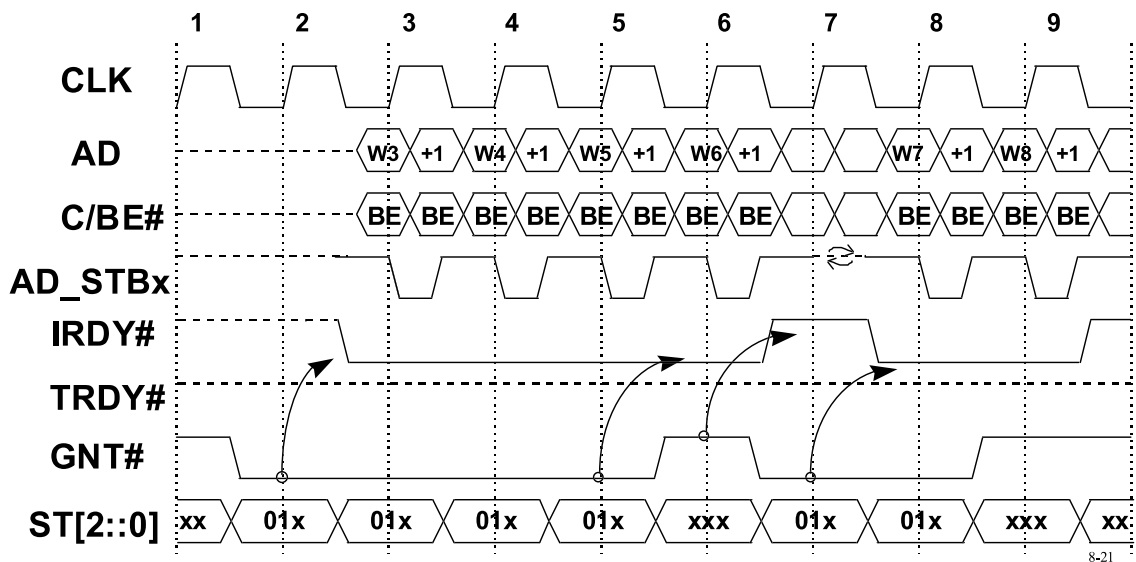 1 2 3 4 5 6 7 8 9
CLK
AD W3 +1 W4 +1 W5 +1 W6 +1 W7 +1 W8 +1
C/BE# BE BE BE BE BE BE BE BE BE BE BE BE
AD_STBx
IRDY#
TRDY#
GNT#
ST[2::0] xx 01x 01x 01x 01x xxx 01x 01x xxx xx
8-21